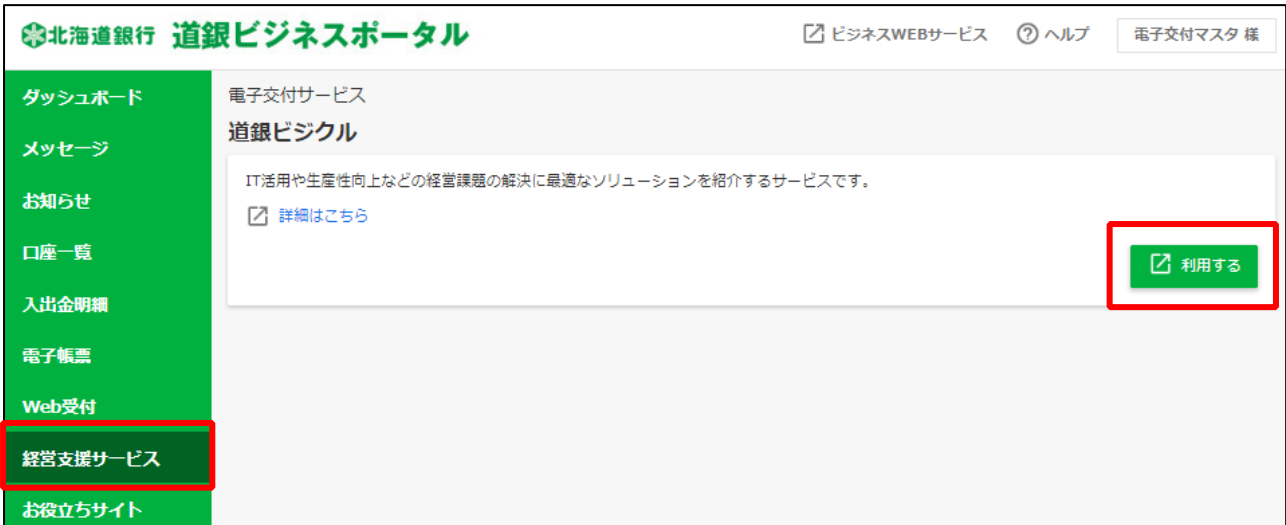 北海道銀行 道銀ビジネスポータル
ビジネスWEBサービス ヘルプ 電子交付マスタ 様
ダッシュボード
メッセージ
お知らせ
口座一覧
入出金明細
電子帳票
Web受付
経営支援サービス
お役立ちサイト
電子交付サービス
道銀ビジクル
IT活用や生産性向上などの経営課題の解決に最適なソリューションを紹介するサービスです。
詳細はこちら
利用する